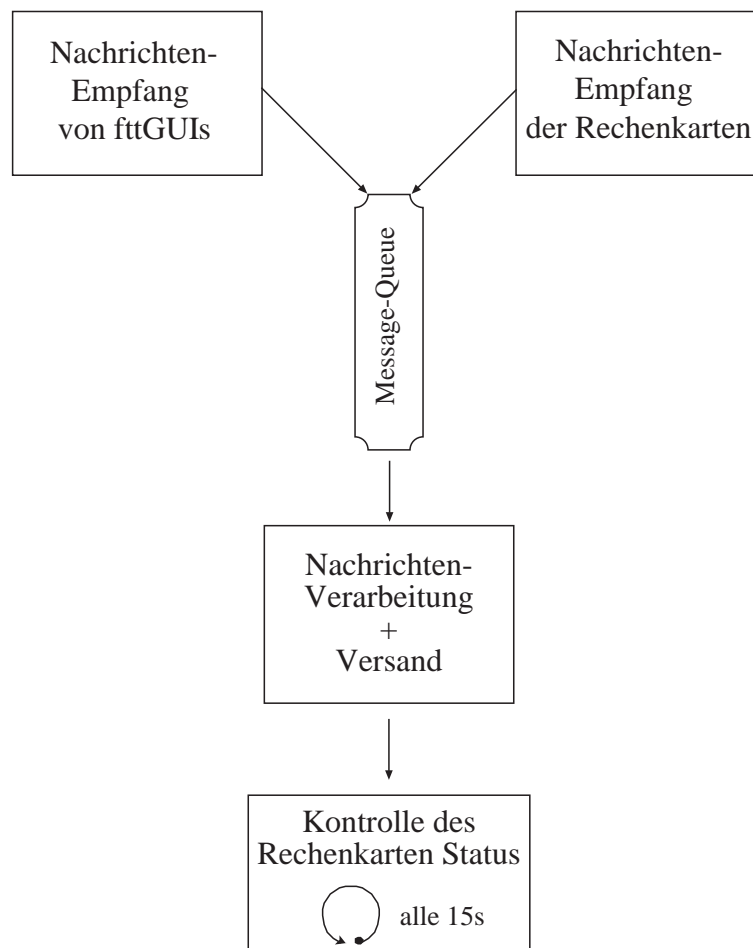 Nachrichten-
Empfang
von fttGUIs
Nachrichten-
Empfang
der Rechenkarten
Message-Queue
Nachrichten-
Verarbeitung
+
Versand
Kontrolle des
Rechenkarten Status
alle 15s